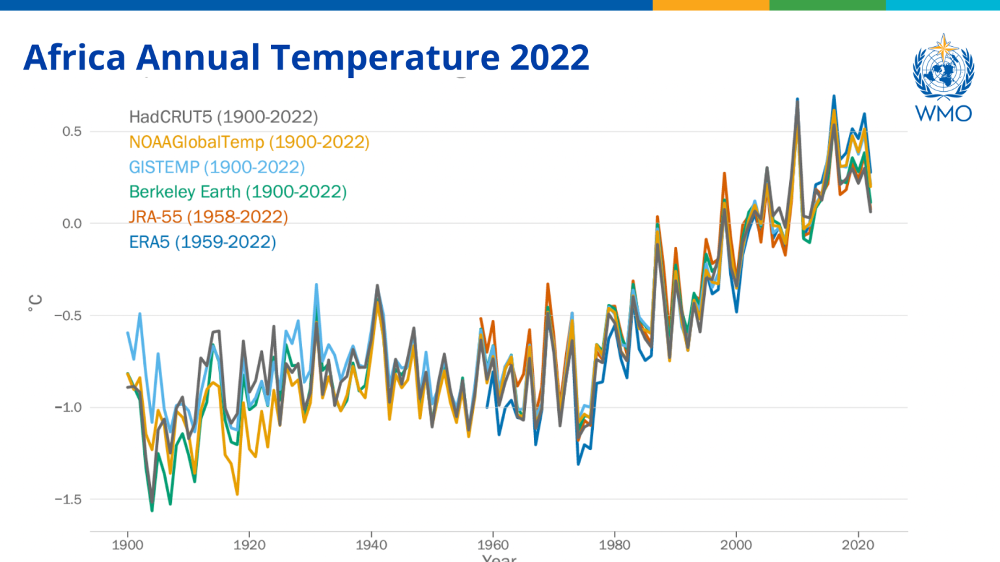 Africa Annual Temperature 2022
WMO
HadCRUT5 (1900-2022)
NOAAGlobalTemp (1900-2022)
GISTEMP (1900-2022)
Berkeley Earth (1900-2022)
JRA-55 (1958-2022)
ERA5 (1959-2022)
°C
0.5
0.0
−0.5
−1.0
−1.5
1900 1920 1940 1960 1980 2000 2020
Year